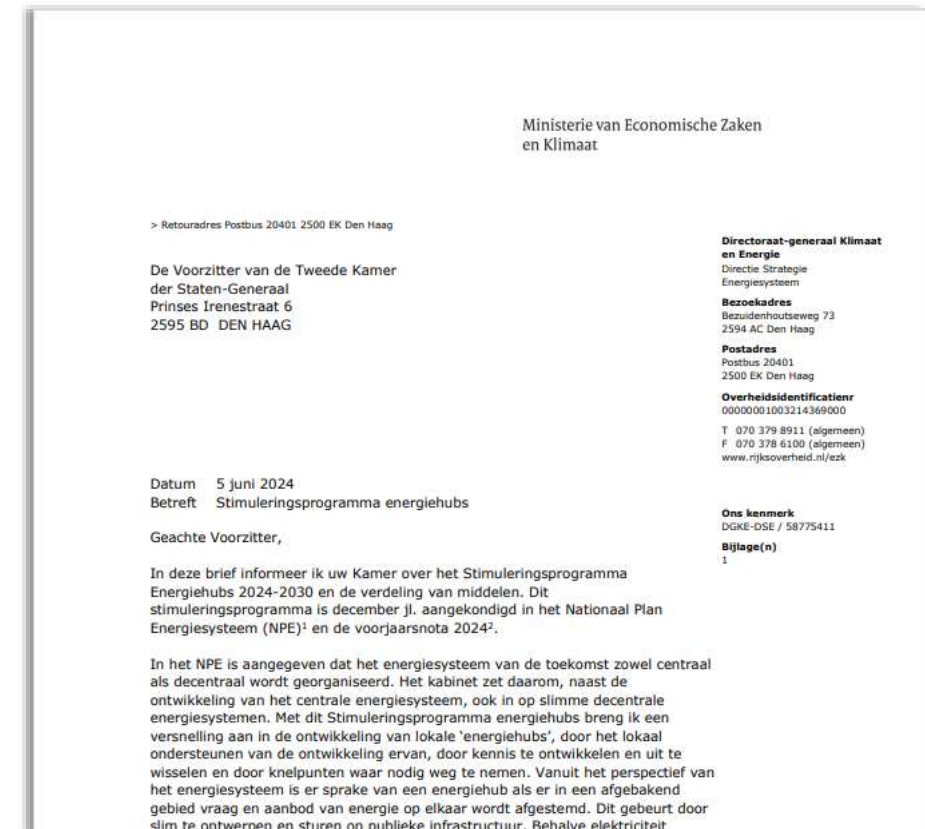 Ministerie van Economische Zaken
en Klimaat
> Retouradres Postbus 20401 2500 EK Den Haag
De Voorzitter van de Tweede Kamer
der Staten-Generaal
Prinses Irenestraat 6
2595 BD DEN HAAG
Directoraat-generaal Klimaat
en Energie
Directie Strategie
Energiesysteem
Bezoekadres
Bezuidenhoutseweg 73
2594 AC Den Haag
Postadres
Postbus 20401
2500 EK Den Haag
Overheidsidentificatienr
00000001003214369000
T 070 379 8911 (algemeen)
F 070 378 6100 (algemeen)
www.rijksoverheid.nl/ezk
Ons kenmerk
DGKE-DSE / 58775411
Bijlage(n)
1
Datum 5 juni 2024
Betreft Stimuleringsprogramma energiehubs
Geachte Voorzitter,
In deze brief informeer ik uw Kamer over het Stimuleringsprogramma
Energiehubs 2024-2030 en de verdeling van middelen. Dit
stimuleringsprogramma is december jl. aangekondigd in het Nationaal Plan
Energiesysteem (NPE)¹ en de voorjaarsnota 2024².
In het NPE is aangegeven dat het energiesysteem van de toekomst zowel centraal
als decentraal wordt georganiseerd. Het kabinet zet daarom, naast de
ontwikkeling van het centrale energiesysteem, ook in op slimme decentrale
energiesystemen. Met dit Stimuleringsprogramma energiehubs breng ik een
versnelling aan in de ontwikkeling van lokale 'energiehubs', door het lokaal
ondersteunen van de ontwikkeling ervan, door kennis te ontwikkelen en uit te
wisselen en door knelpunten waar nodig weg te nemen. Vanuit het perspectief van
het energiesysteem is er sprake van een energiehub als er in een afgebakend
gebied vraag en aanbod van energie op elkaar wordt afgestemd. Dit gebeurt door
slim te ontwerpen en sturen op publieke infrastructuur. Behalve elektriciteit